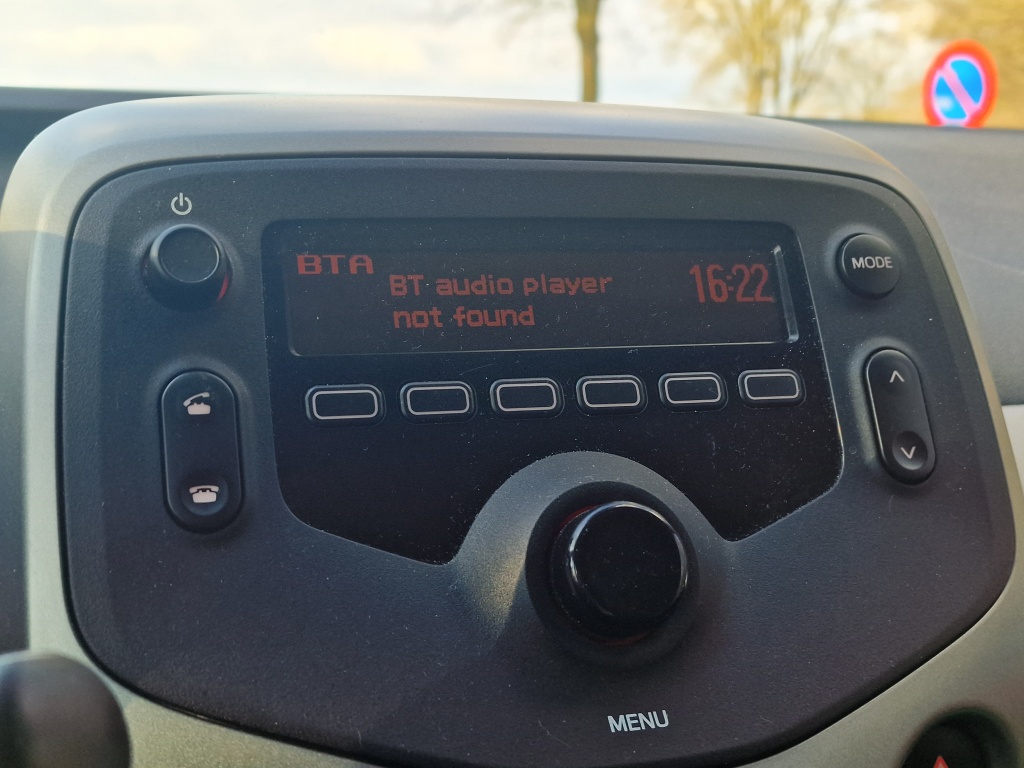 BTA
BT audio player
not found
16:22
MODE
MENU